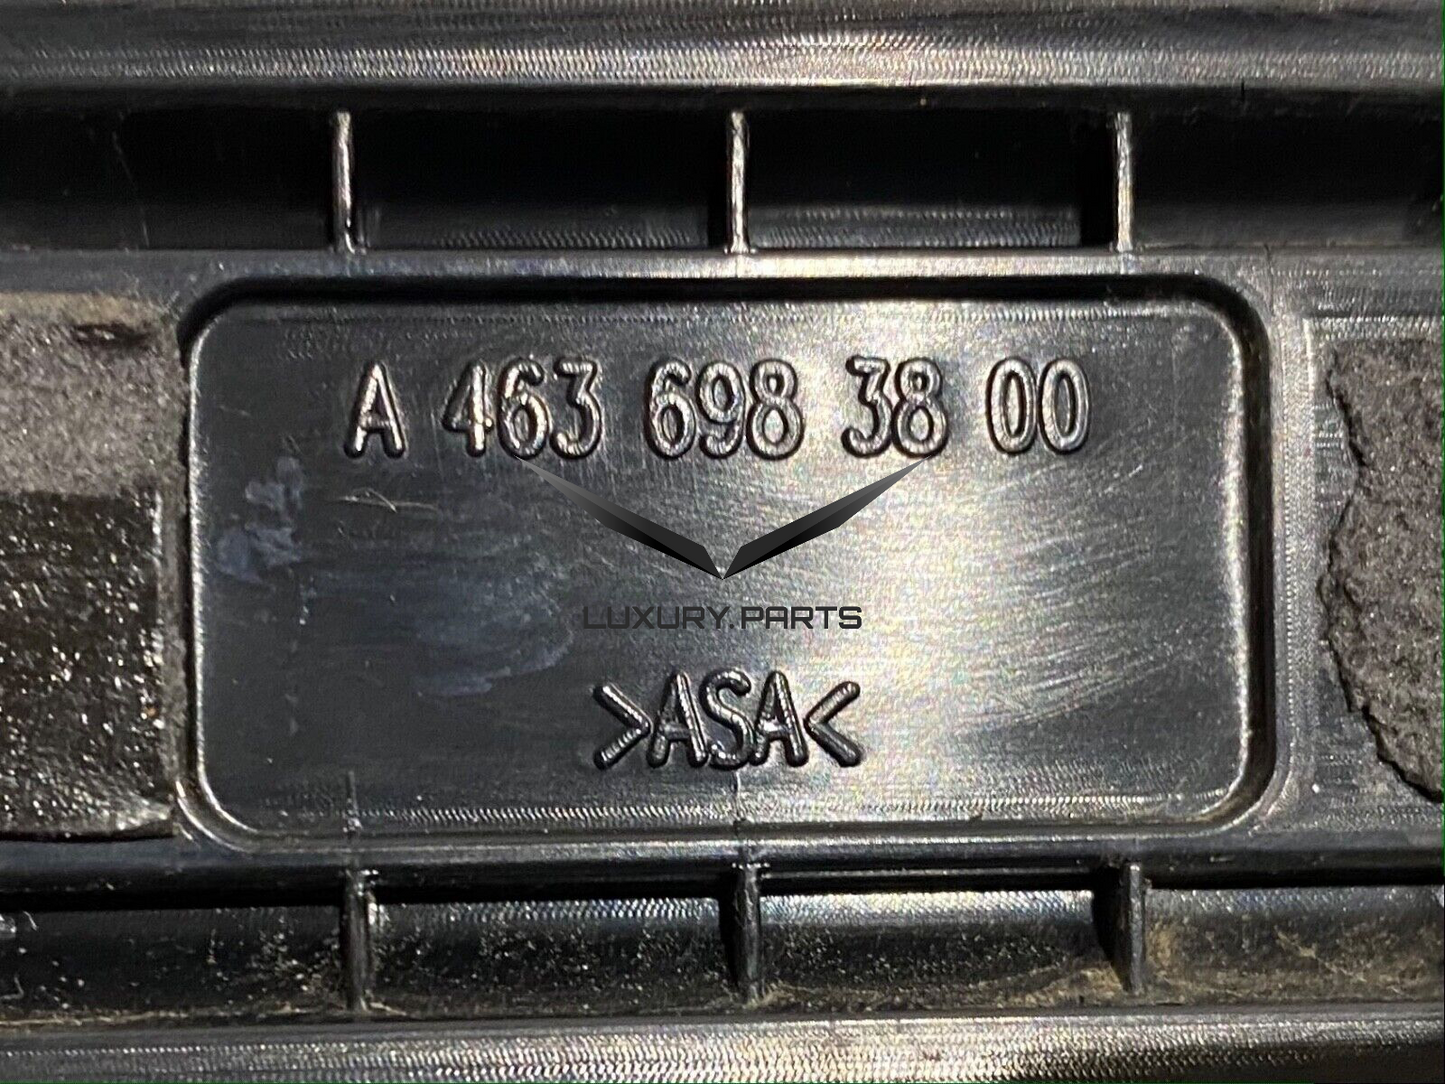 A 463 698 38 00
LUXURY.PARTS
>ASA<